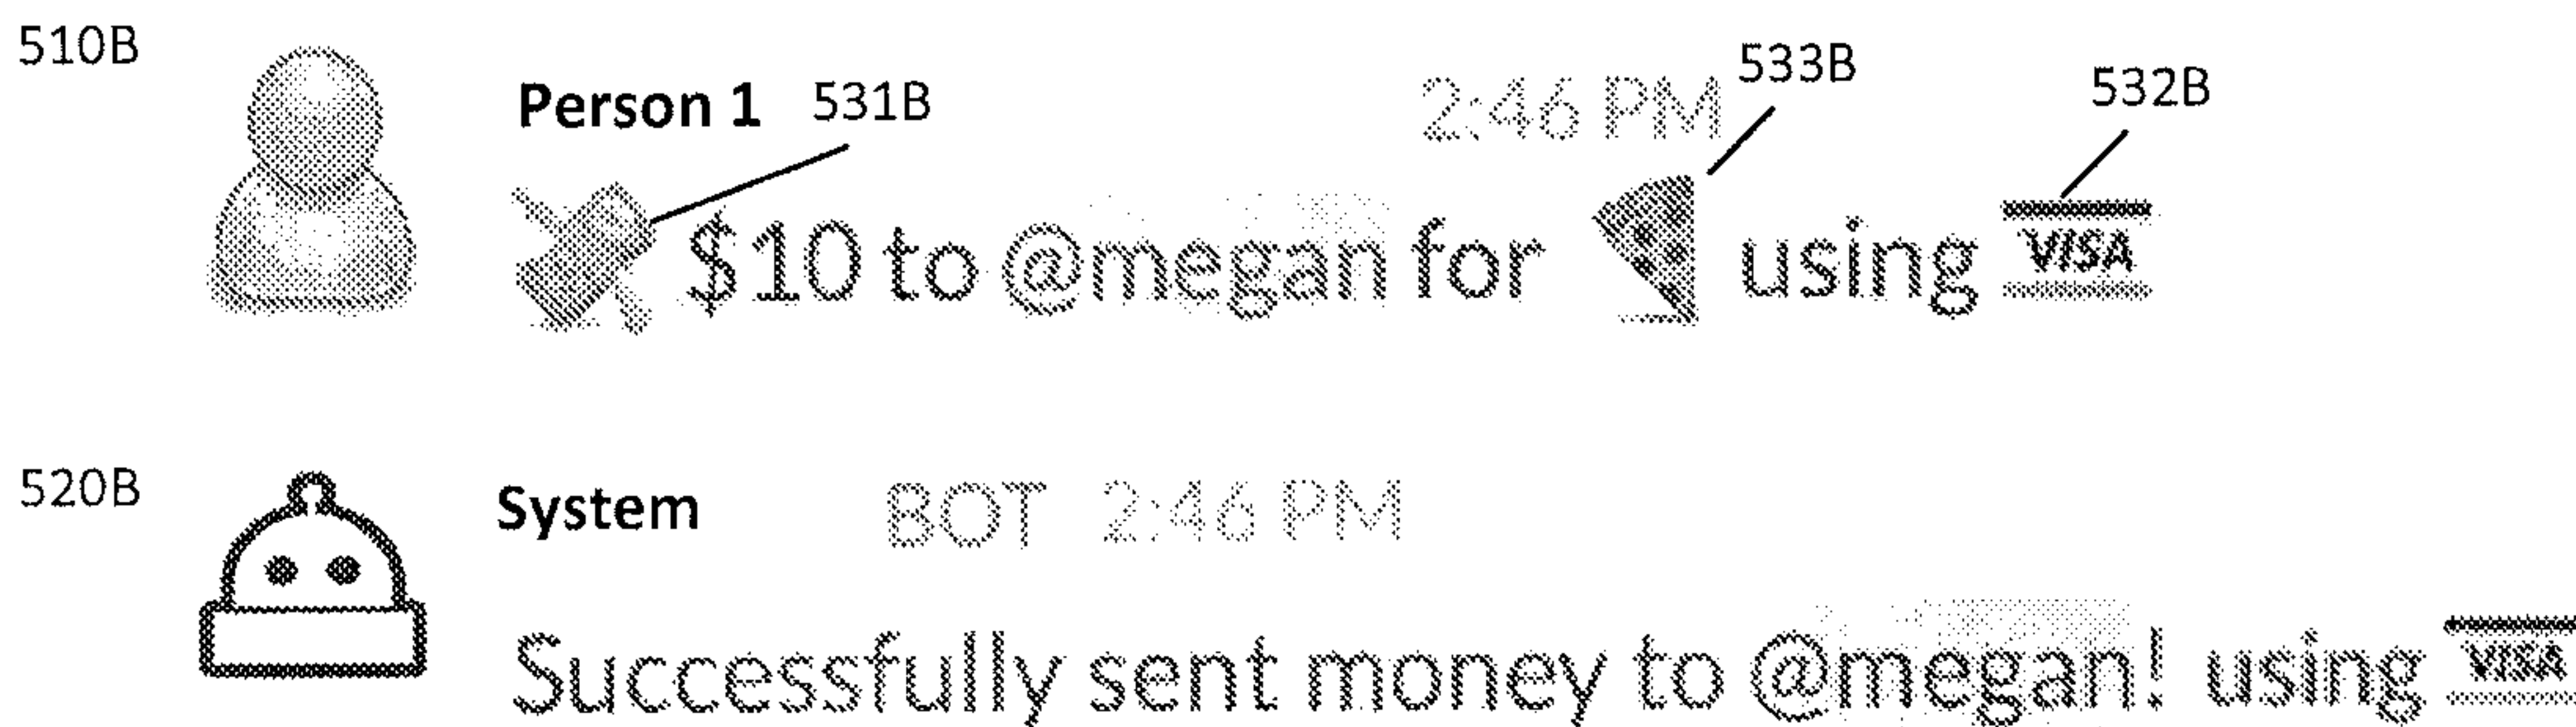 510B
Person 1 531B 2:46 PM 533B 532B
$10 to @megan for using VISA
520B
System BOT 2:46 PM
Successfully sent money to @megan! using VISA